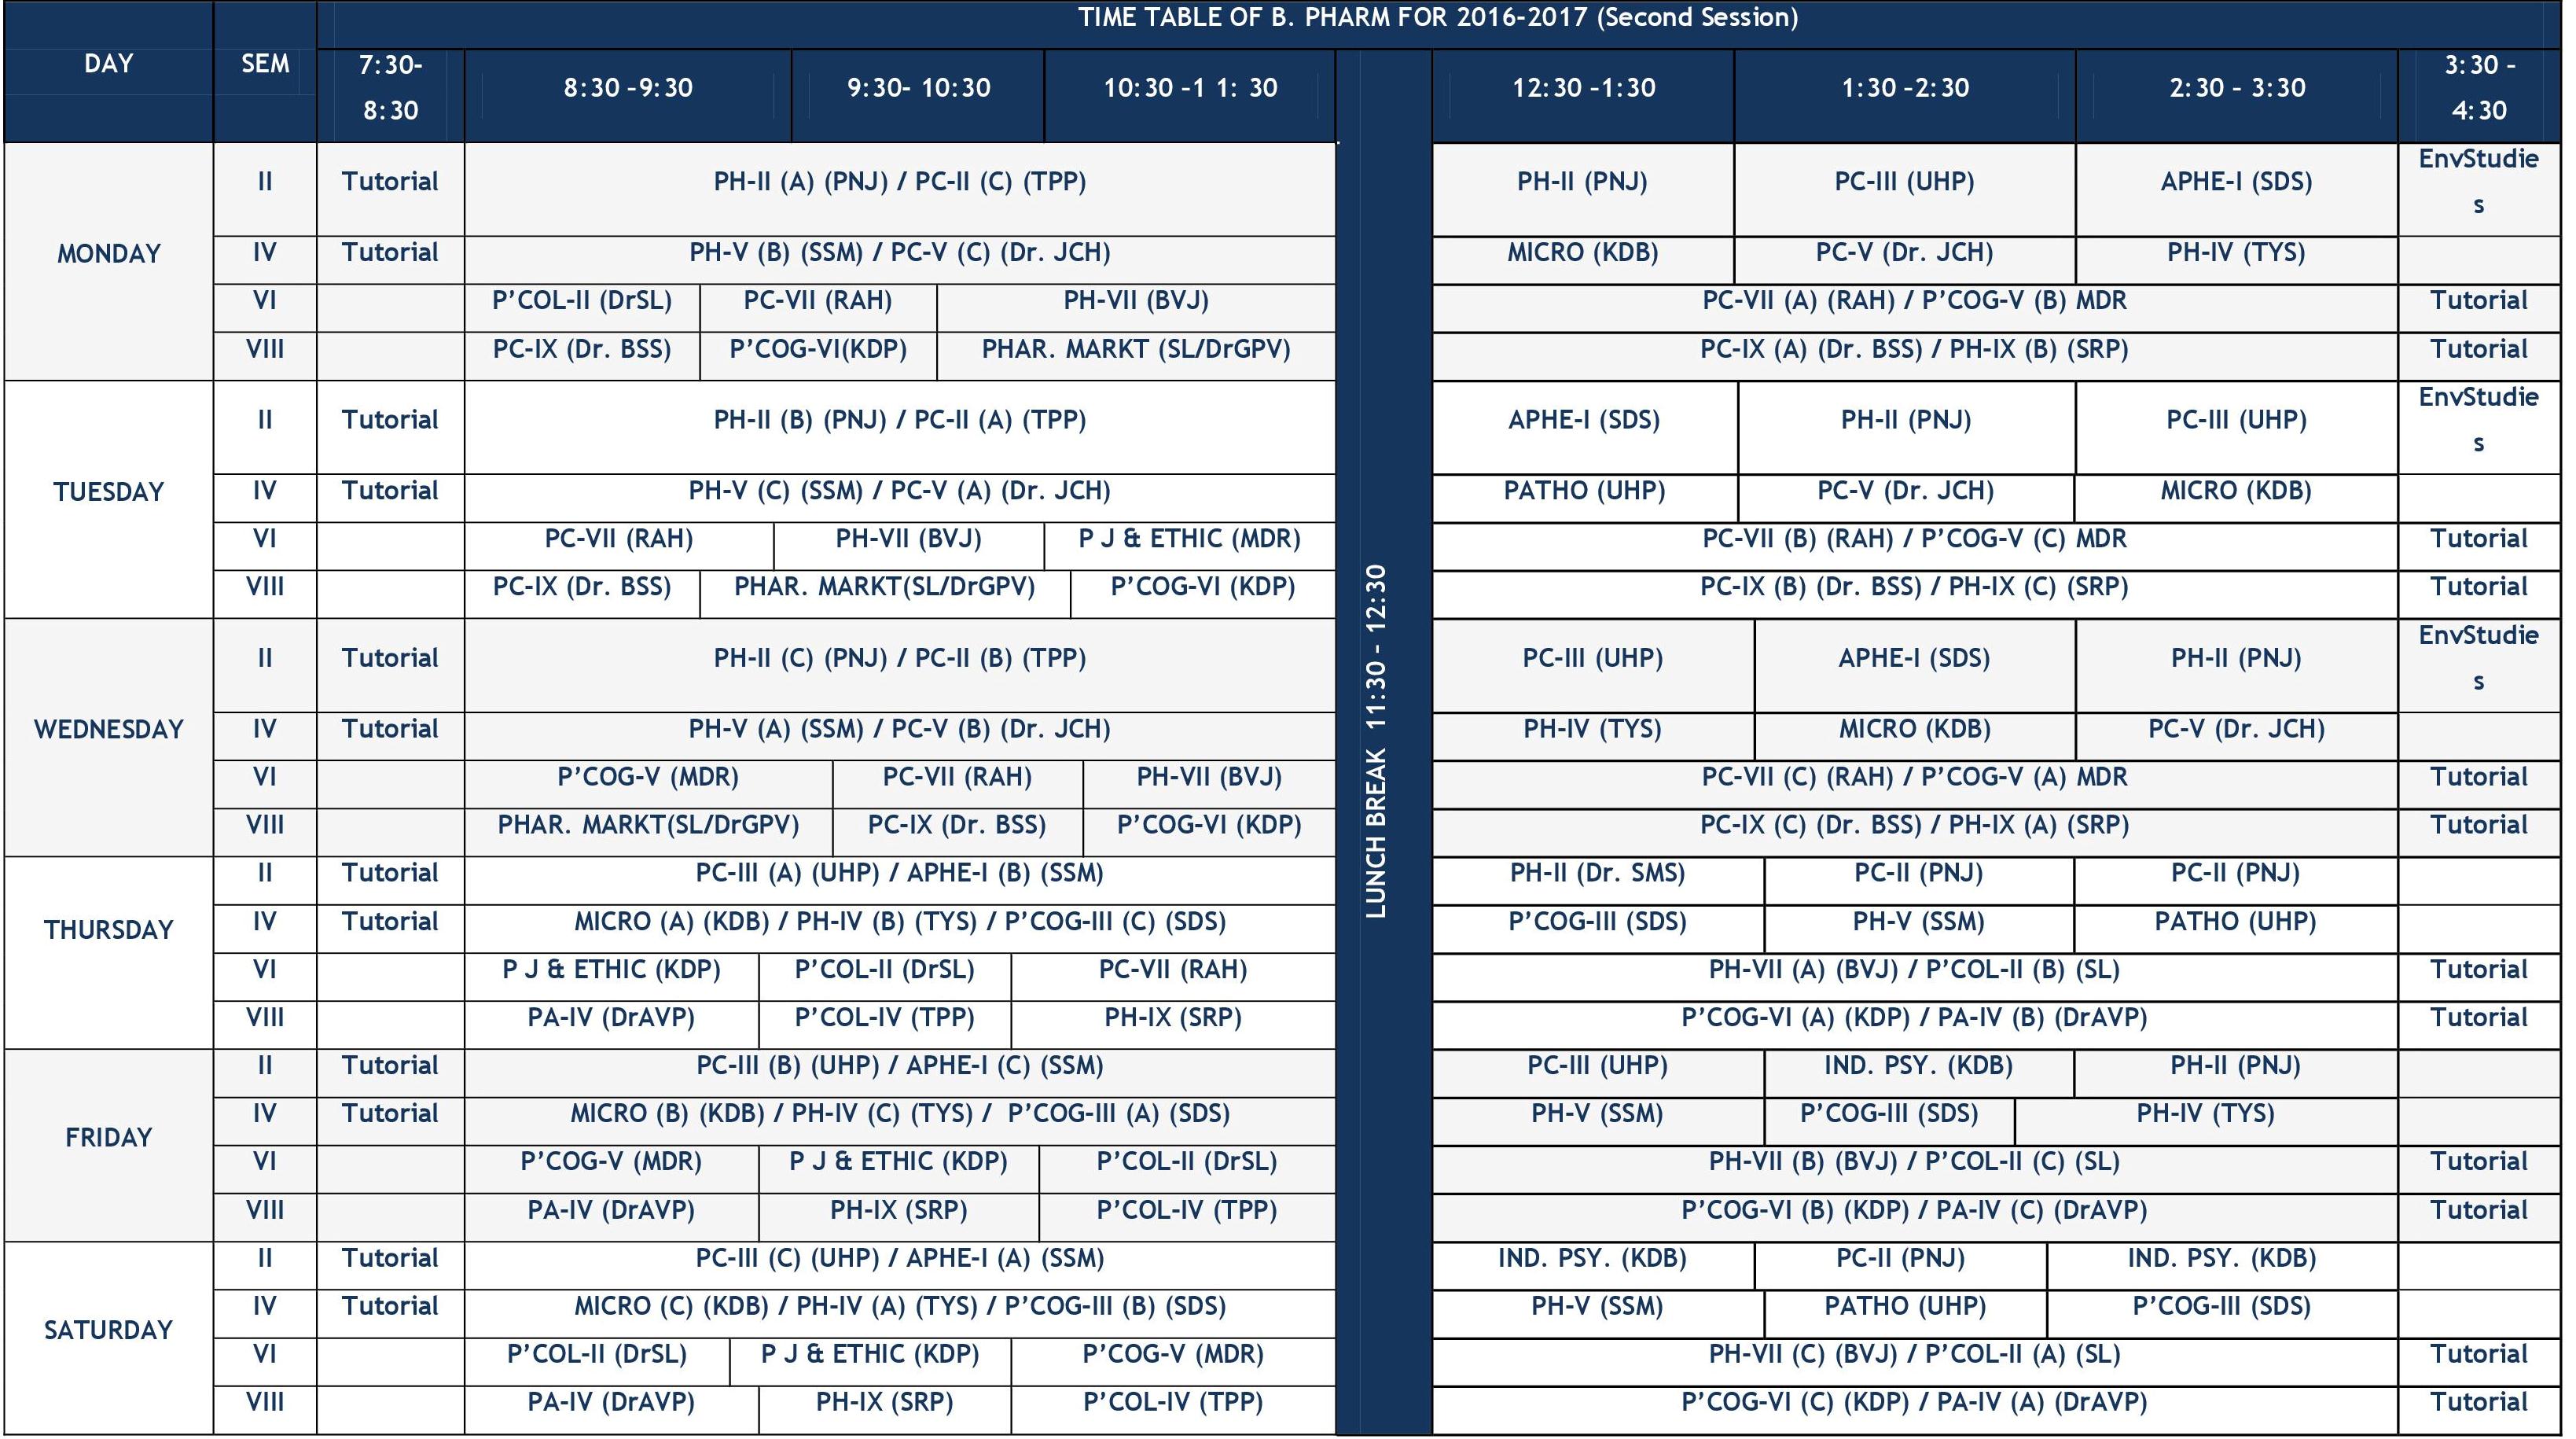 TIME TABLE OF B. PHARM FOR 2016-2017 (Second Session)
DAY SEM 7:30- 8:30 8:30 -9:30 9:30- 10:30 10:30 -1 1: 30 12:30 -1:30 1:30 -2:30 2:30 - 3:30 3:30 - 4:30
LUNCH BREAK 11:30 - 12:30
MONDAY
II Tutorial PH-II (A) (PNJ) / PC-II (C) (TPP) PH-II (PNJ) PC-III (UHP) APHE-I (SDS) EnvStudie
s
IV Tutorial PH-V (B) (SSM) / PC-V (C) (Dr. JCH) MICRO (KDB) PC-V (Dr. JCH) PH-IV (TYS)
VI P’COL-II (DrSL) PC-VII (RAH) PH-VII (BVJ) PC-VII (A) (RAH) / P’COG-V (B) MDR Tutorial
VIII PC-IX (Dr. BSS) P’COG-VI(KDP) PHAR. MARKT (SL/DrGPV) PC-IX (A) (Dr. BSS) / PH-IX (B) (SRP) Tutorial
TUESDAY
II Tutorial PH-II (B) (PNJ) / PC-II (A) (TPP) APHE-I (SDS) PH-II (PNJ) PC-III (UHP) EnvStudie
s
IV Tutorial PH-V (C) (SSM) / PC-V (A) (Dr. JCH) PATHO (UHP) PC-V (Dr. JCH) MICRO (KDB)
VI PC-VII (RAH) PH-VII (BVJ) P J & ETHIC (MDR) PC-VII (B) (RAH) / P’COG-V (C) MDR Tutorial
VIII PC-IX (Dr. BSS) PHAR. MARKT(SL/DrGPV) P’COG-VI (KDP) PC-IX (B) (Dr. BSS) / PH-IX (C) (SRP) Tutorial
WEDNESDAY
II Tutorial PH-II (C) (PNJ) / PC-II (B) (TPP) PC-III (UHP) APHE-I (SDS) PH-II (PNJ) EnvStudie
s
IV Tutorial PH-V (A) (SSM) / PC-V (B) (Dr. JCH) PH-IV (TYS) MICRO (KDB) PC-V (Dr. JCH)
VI P’COG-V (MDR) PC-VII (RAH) PH-VII (BVJ) PC-VII (C) (RAH) / P’COG-V (A) MDR Tutorial
VIII PHAR. MARKT(SL/DrGPV) PC-IX (Dr. BSS) P’COG-VI (KDP) PC-IX (C) (Dr. BSS) / PH-IX (A) (SRP) Tutorial
THURSDAY
II Tutorial PC-III (A) (UHP) / APHE-I (B) (SSM) PH-II (Dr. SMS) PC-II (PNJ) PC-II (PNJ)
IV Tutorial MICRO (A) (KDB) / PH-IV (B) (TYS) / P’COG-III (C) (SDS) P’COG-III (SDS) PH-V (SSM) PATHO (UHP)
VI P J & ETHIC (KDP) P’COL-II (DrSL) PC-VII (RAH) PH-VII (A) (BVJ) / P’COL-II (B) (SL) Tutorial
VIII PA-IV (DrAVP) P’COL-IV (TPP) PH-IX (SRP) P’COG-VI (A) (KDP) / PA-IV (B) (DrAVP) Tutorial
FRIDAY
II Tutorial PC-III (B) (UHP) / APHE-I (C) (SSM) PC-III (UHP) IND. PSY. (KDB) PH-II (PNJ)
IV Tutorial MICRO (B) (KDB) / PH-IV (C) (TYS) / P’COG-III (A) (SDS) PH-V (SSM) P’COG-III (SDS) PH-IV (TYS)
VI P’COG-V (MDR) P J & ETHIC (KDP) P’COL-II (DrSL) PH-VII (B) (BVJ) / P’COL-II (C) (SL) Tutorial
VIII PA-IV (DrAVP) PH-IX (SRP) P’COL-IV (TPP) P’COG-VI (B) (KDP) / PA-IV (C) (DrAVP) Tutorial
SATURDAY
II Tutorial PC-III (C) (UHP) / APHE-I (A) (SSM) IND. PSY. (KDB) PC-II (PNJ) IND. PSY. (KDB)
IV Tutorial MICRO (C) (KDB) / PH-IV (A) (TYS) / P’COG-III (B) (SDS) PH-V (SSM) PATHO (UHP) P’COG-III (SDS)
VI P’COL-II (DrSL) P J & ETHIC (KDP) P’COG-V (MDR) PH-VII (C) (BVJ) / P’COL-II (A) (SL) Tutorial
VIII PA-IV (DrAVP) PH-IX (SRP) P’COL-IV (TPP) P’COG-VI (C) (KDP) / PA-IV (A) (DrAVP) Tutorial